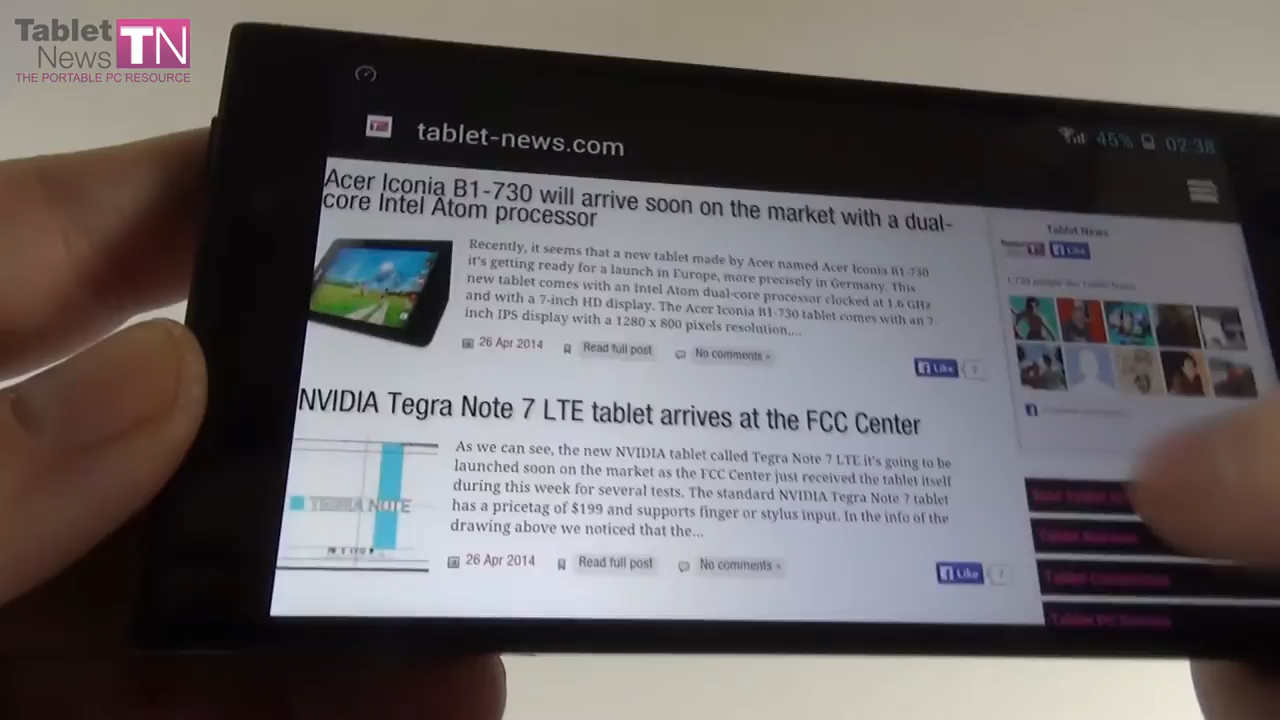 Tablet
News TN
THE PORTABLE PC RESOURCE
tablet-news.com
45% 02:38
Acer Iconia B1-730 will arrive soon on the market with a dual-
core Intel Atom processor
Recently, it seems that a new tablet made by Acer named Acer Iconia B1-730
it's getting ready for a launch in Europe, more precisely in Germany. This
new tablet comes with an Intel Atom dual-core processor clocked at 1.6 GHz
and with a 7-inch HD display. The Acer Iconia B1-730 tablet comes with an 7-
inch IPS display with a 1280 x 800 pixels resolution,...
26 Apr 2014 Read full post No comments »
Like
NVIDIA Tegra Note 7 LTE tablet arrives at the FCC Center
As we can see, the new NVIDIA tablet called Tegra Note 7 LTE it's going to be
launched soon on the market as the FCC Center just received the tablet itself
during this week for several tests. The standard NVIDIA Tegra Note 7 tablet
has a pricetag of $199 and supports finger or stylus input. In the info of the
drawing above we noticed that the...
TEGRA NOTE
26 Apr 2014 Read full post No comments »
Like
Tablet News
Like